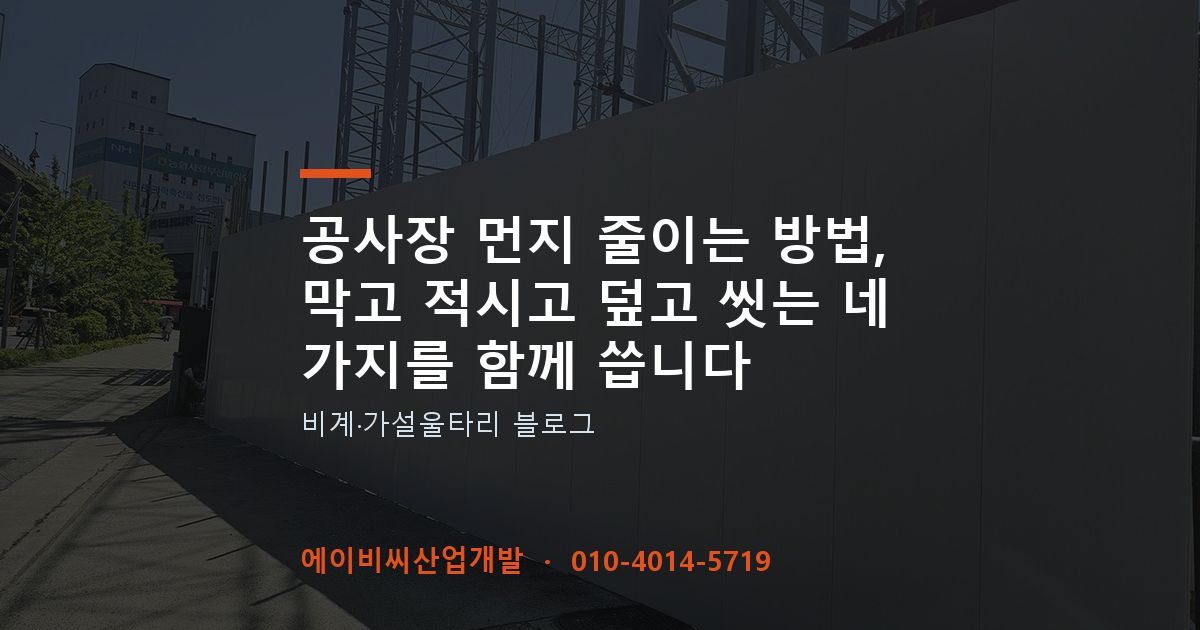 NH
공사장 먼지 줄이는 방법,
막고 적시고 덮고 씻는 네
가지를 함께 씁니다
비계·가설울타리 블로그
에이비씨산업개발 · 010-4014-5719